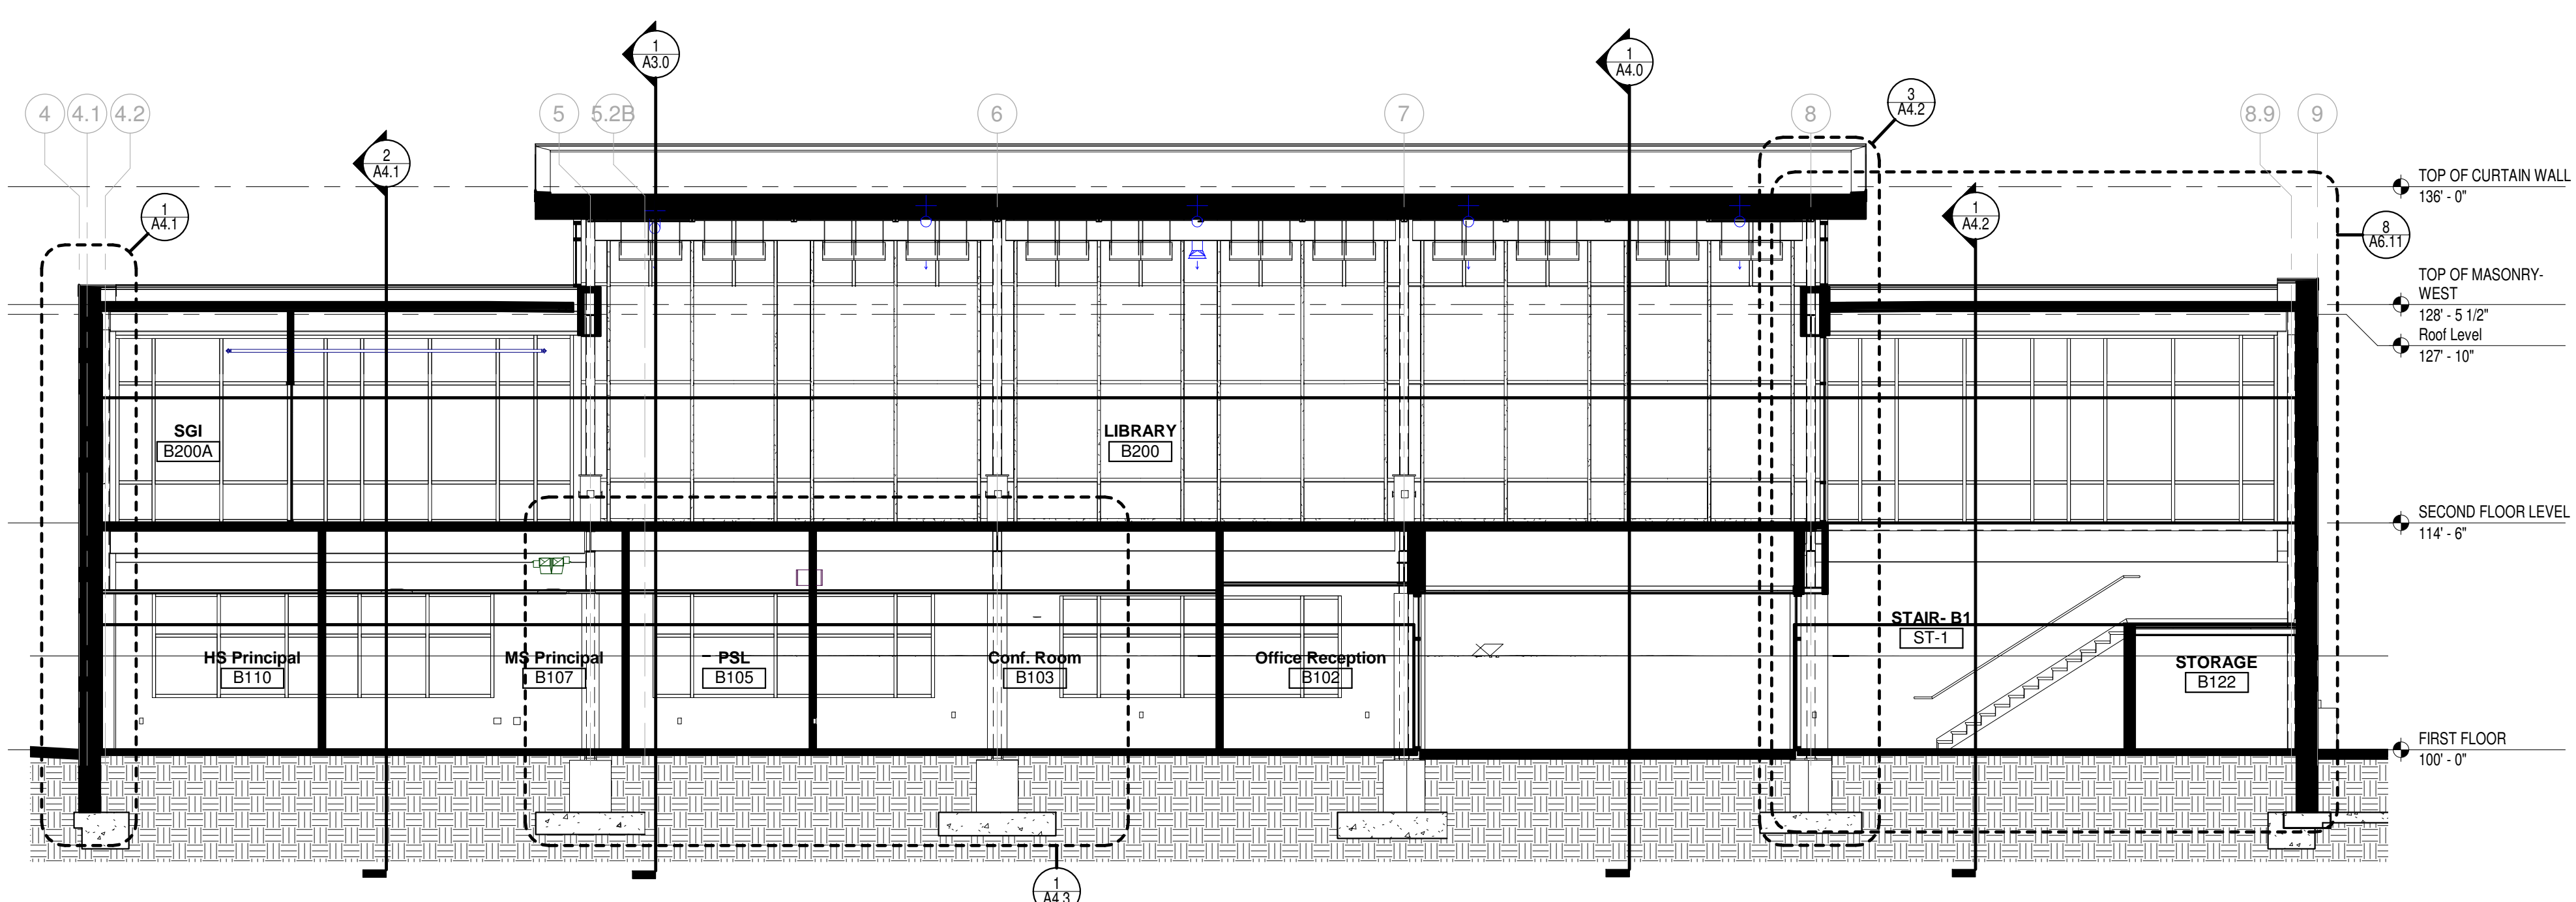 1
A3.0
1
A4.0
3
A4.2
4
4.1
4.2
5
5.2B
6
7
8
8.9
9
2
A4.1
1
A4.1
1
A4.2
8
A6.11
TOP OF CURTAIN WALL
136' - 0"
TOP OF MASONRY-
WEST
128' - 5 1/2"
Roof Level
127' - 10"
SGI
B200A
LIBRARY
B200
SECOND FLOOR LEVEL
114' - 6"
STAIR- B1
ST-1
HS Principal
B110
MS Principal
B107
PSL
B105
Conf. Room
B103
Office Reception
B102
STORAGE
B122
FIRST FLOOR
100' - 0"
1
A4.3